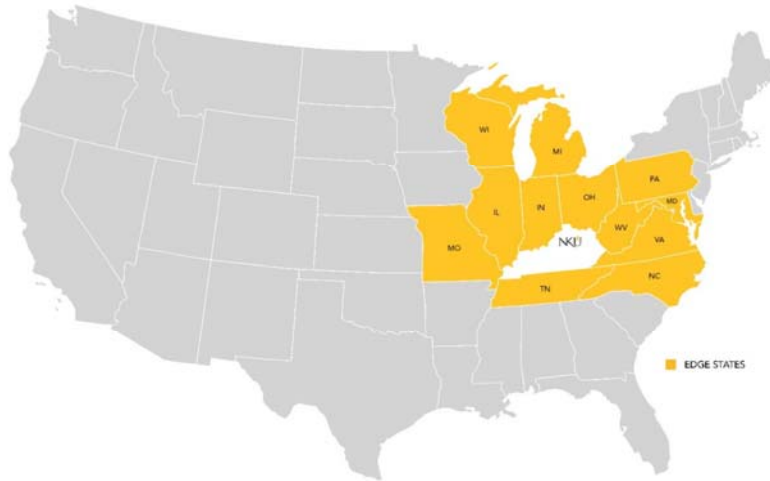 WI
MI
PA
OH
MD
IL
IN
WV
NKU
VA
MO
NC
TN
EDGE STATES